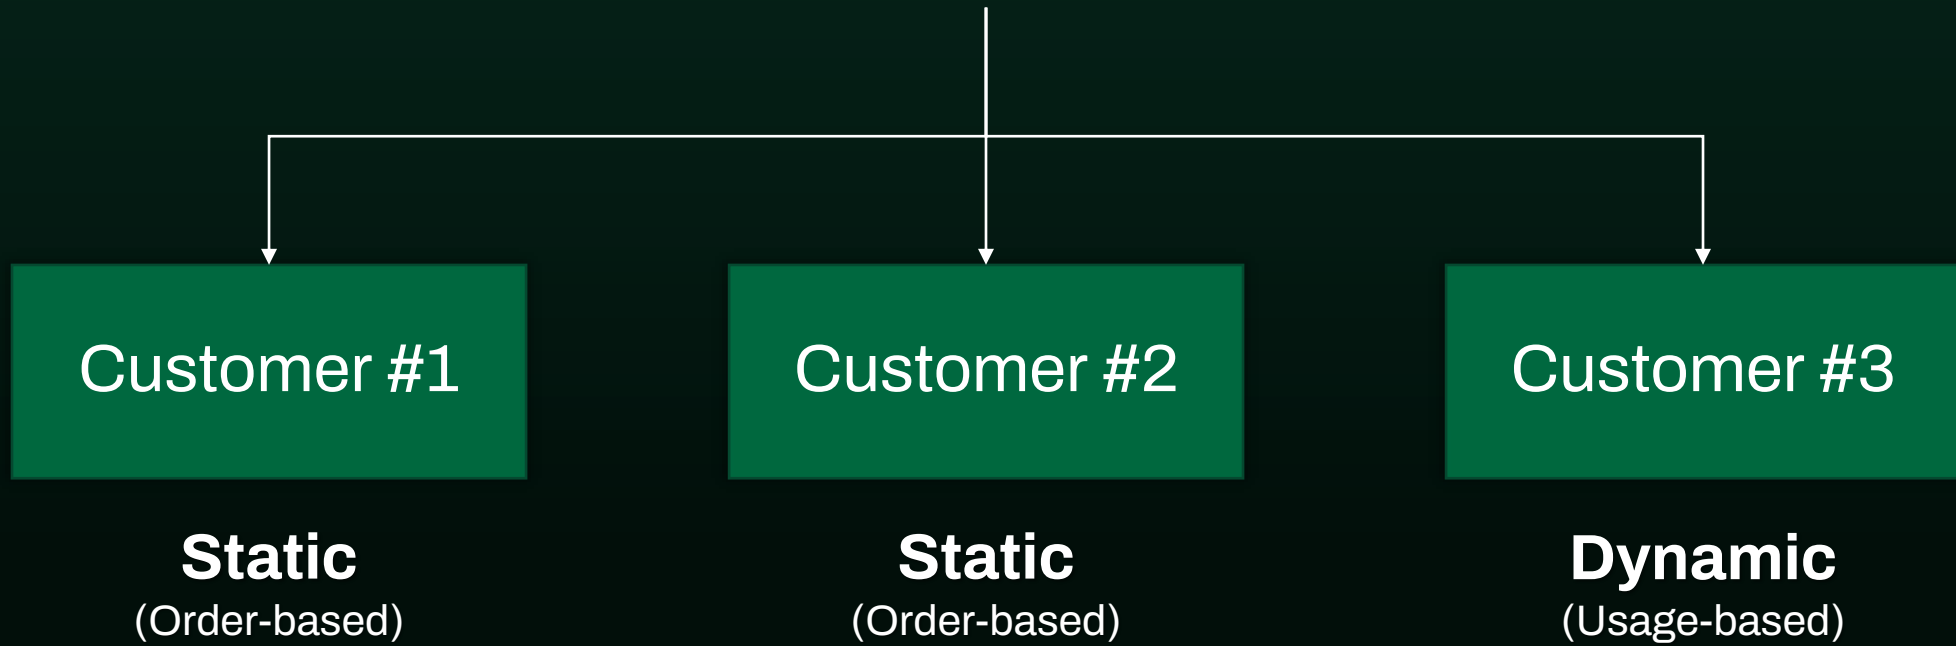 Customer #1
Customer #2
Customer #3
Static
(Order-based)
Static
(Order-based)
Dynamic
(Usage-based)